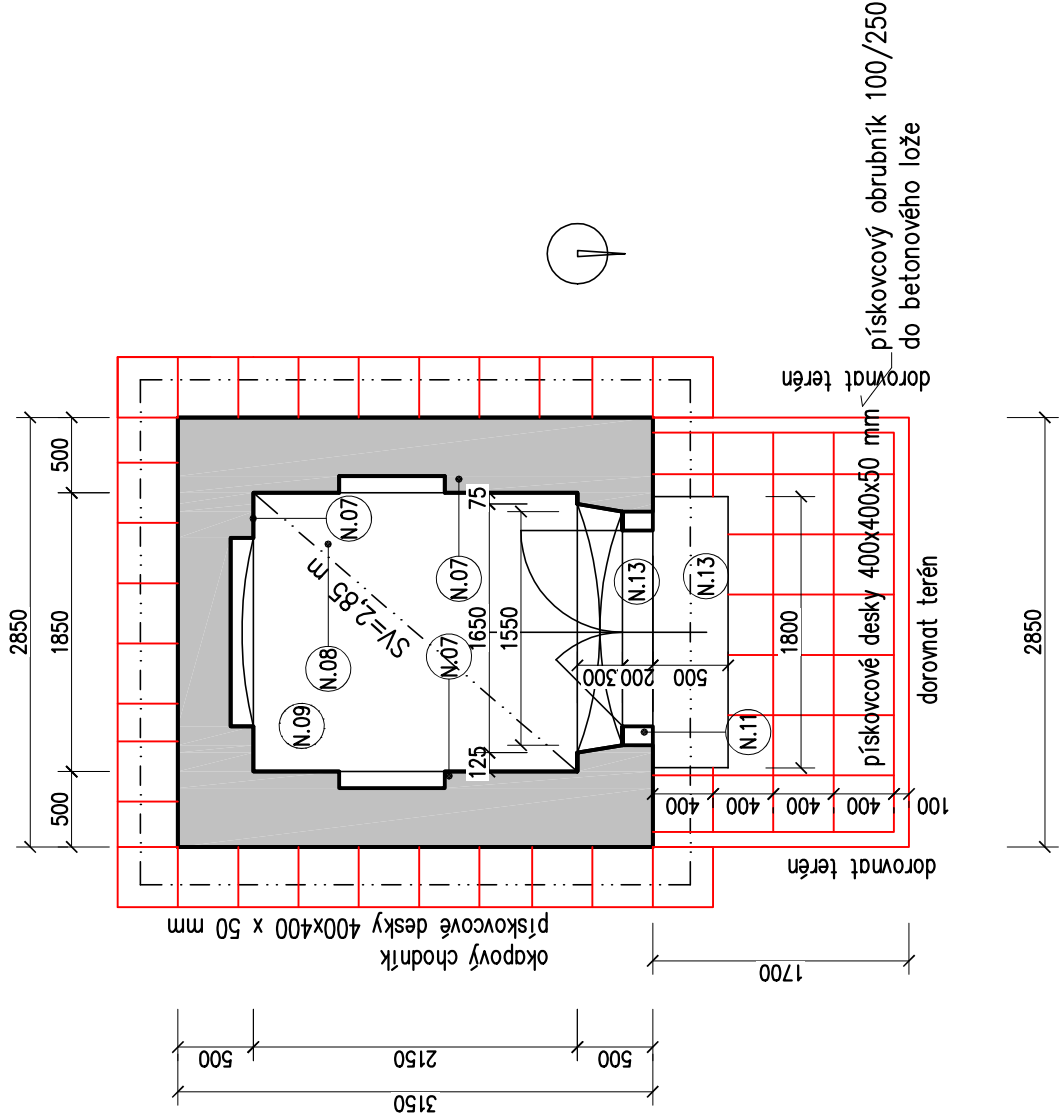 pískovcový obrubník 100/250
do betonového lože
dorovnat terén
2850
500
1850
500
N.07
N.07
N.07
N.08
N.09
SV=2,85 m
75
1650
1550
125
300
200
500
N.13
N.13
N.11
1800
pískovcové desky 400x400x50 mm
dorovnat terén
400
400
400
400
100
dorovnat terén
2850
okapový chodník
pískovcové desky 400x400 x 50 mm
1700
500
2150
500
3150